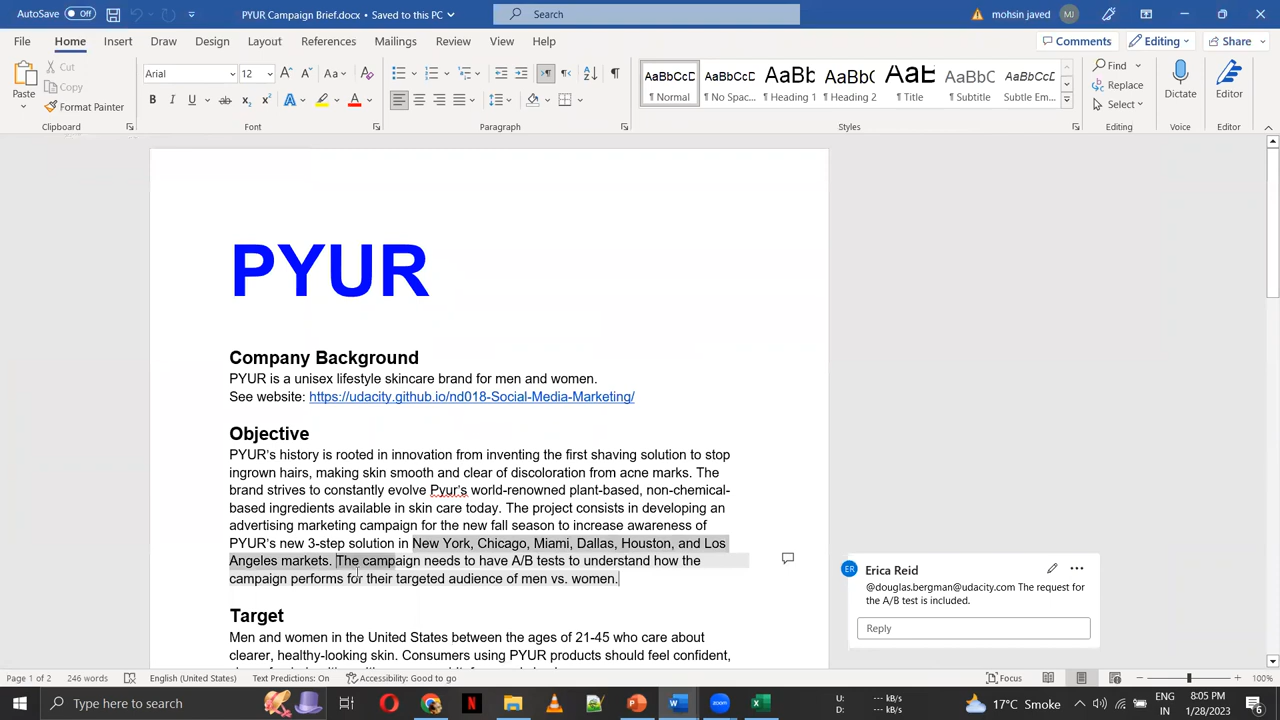 AutoSave Off PYUR Campaign Brief.docx • Saved to this PC Search mohsin javed MJ
File Home Insert Draw Design Layout References Mailings Review View Help Comments Editing Share
Paste Cut Copy Format Painter Clipboard
Arial 12 Aa Font
Paragraph
AaBbCcD AaBbCcD AaBb AaBbC AaBb AaBbC AaBbCcD
¶ Normal ¶ No Spac... ¶ Heading 1 ¶ Heading 2 ¶ Title ¶ Subtitle ¶ Subtle Em...
Styles
Find Replace Select Editing
Dictate Voice
Editor Editor
PYUR
Company Background
PYUR is a unisex lifestyle skincare brand for men and women.
See website: https://udacity.github.io/nd018-Social-Media-Marketing/
Objective
PYUR's history is rooted in innovation from inventing the first shaving solution to stop
ingrown hairs, making skin smooth and clear of discoloration from acne marks. The
brand strives to constantly evolve Pyur's world-renowned plant-based, non-chemical-
based ingredients available in skin care today. The project consists in developing an
advertising marketing campaign for the new fall season to increase awareness of
PYUR's new 3-step solution in New York, Chicago, Miami, Dallas, Houston, and Los
Angeles markets. The campaign needs to have A/B tests to understand how the
campaign performs for their targeted audience of men vs. women.
Target
Men and women in the United States between the ages of 21-45 who care about
clearer, healthy-looking skin. Consumers using PYUR products should feel confident,
ER Erica Reid
@douglas.bergman@udacity.com The request for
the A/B test is included.
Reply
Page 1 of 2 246 words English (United States) Text Predictions: On Accessibility: Good to go Focus 100%
Type here to search U: D: -- KB/s -- KB/s 17°C Smoke ENG IN 8:05 PM 1/28/2023 6